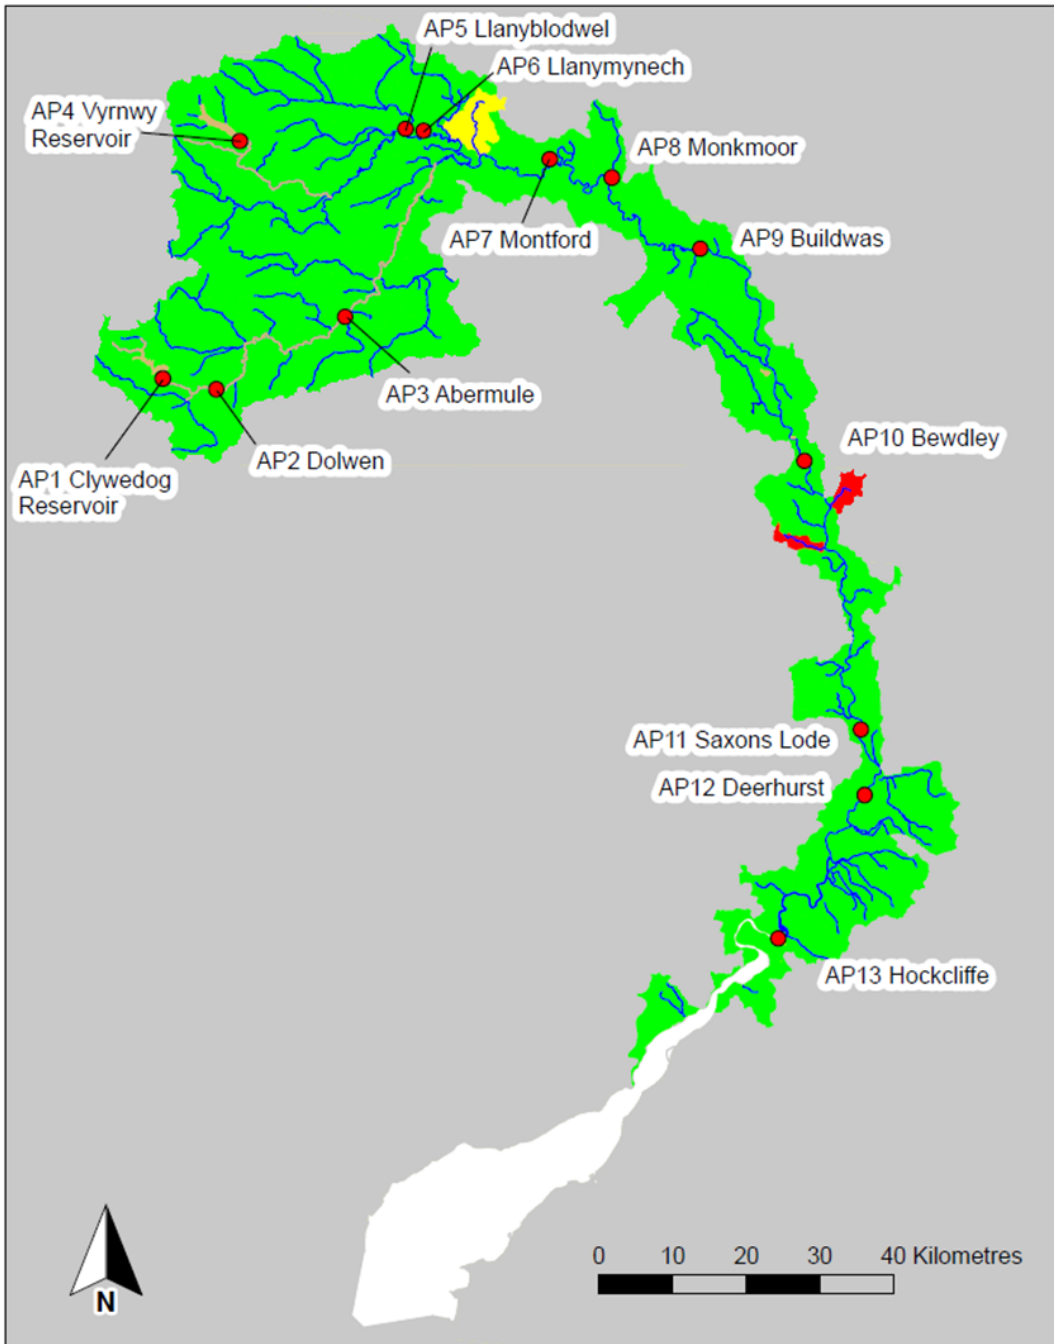 AP5 Llanyblodwel
AP6 Llanymynech
AP4 Vyrnwy
Reservoir
AP8 Monkmoor
AP7 Montford
AP9 Buildwas
AP3 Abermule
AP2 Dolwen
AP1 Clywedog
Reservoir
AP10 Bewdley
AP11 Saxons Lode
AP12 Deerhurst
AP13 Hockcliffe
0 10 20 30 40 Kilometres
N